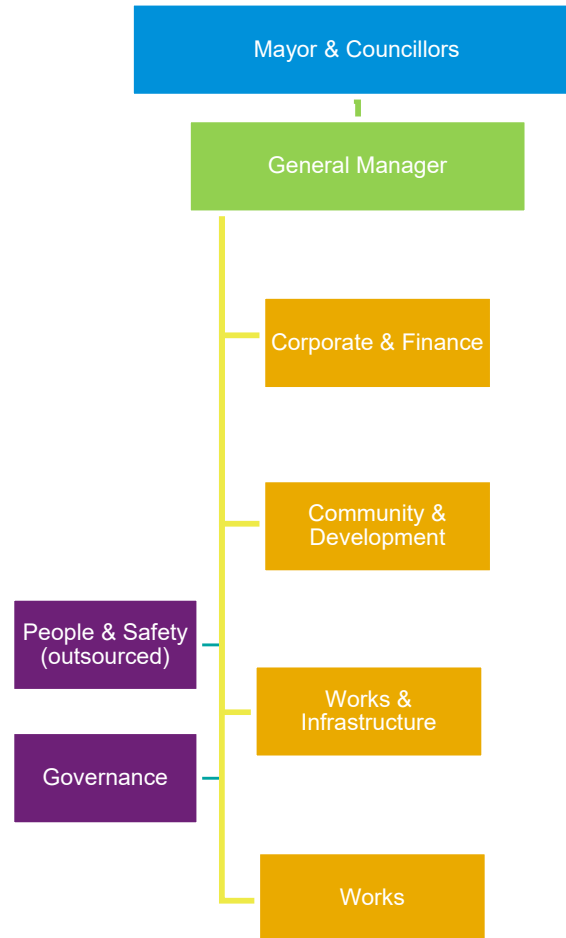 Mayor & Councillors
General Manager
Corporate & Finance
Community &
Development
People & Safety
(outsourced)
Works &
Infrastructure
Governance
Works